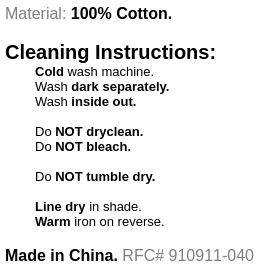 Material: 100% Cotton.
Cleaning Instructions:
Cold wash machine.
Wash dark separately.
Wash inside out.
Do NOT dryclean.
Do NOT bleach.
Do NOT tumble dry.
Line dry in shade.
Warm iron on reverse.
Made in China. RFC# 910911-040